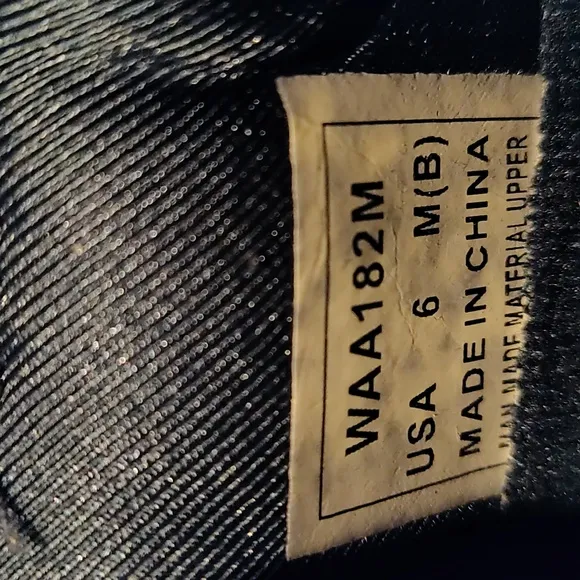 WAA182M
USA 6 M(B)
MADE IN CHINA
MAN MADE MATERIAL UPPER